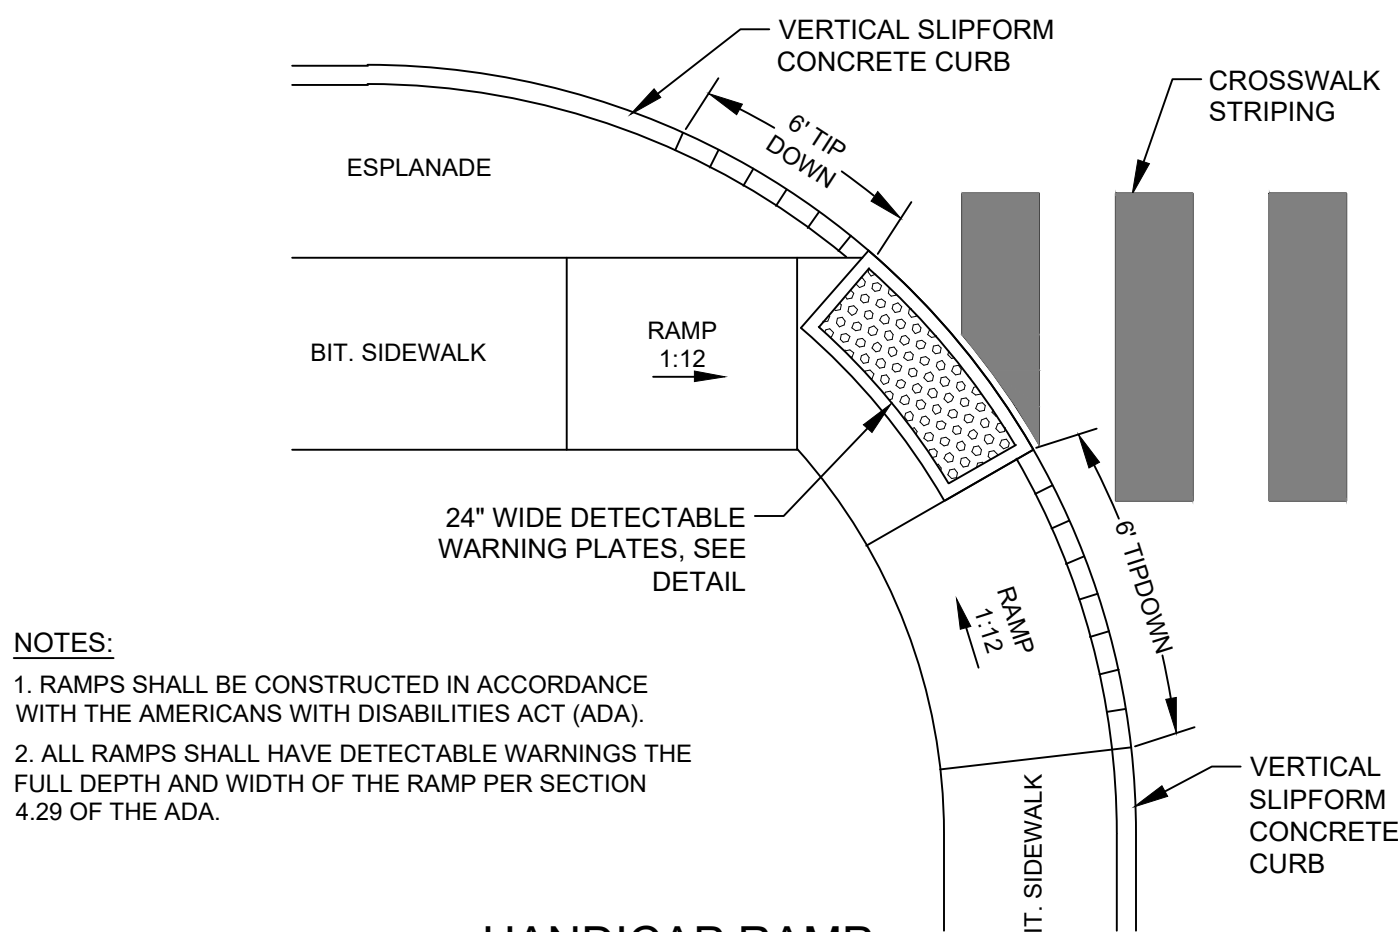 VERTICAL SLIPFORM
CONCRETE CURB
CROSSWALK
STRIPING
6' TIP
DOWN
ESPLANADE
BIT. SIDEWALK
RAMP
1:12
24" WIDE DETECTABLE
WARNING PLATES, SEE
DETAIL
6' TIPDOWN
RAMP
1:12
NOTES:
1. RAMPS SHALL BE CONSTRUCTED IN ACCORDANCE
WITH THE AMERICANS WITH DISABILITIES ACT (ADA).
2. ALL RAMPS SHALL HAVE DETECTABLE WARNINGS THE
FULL DEPTH AND WIDTH OF THE RAMP PER SECTION
4.29 OF THE ADA.
VERTICAL
SLIPFORM
CONCRETE
CURB
IT. SIDEWALK
RAMP